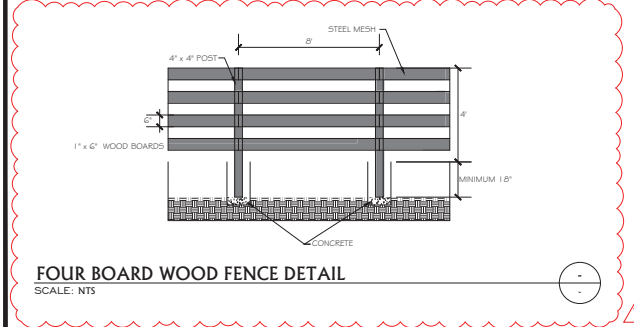 8'
STEEL MESH
4" x 4" POST
4'
6"
1" x 6" WOOD BOARDS
MINIMUM 18"
CONCRETE
FOUR BOARD WOOD FENCE DETAIL
SCALE: NTS
-
-